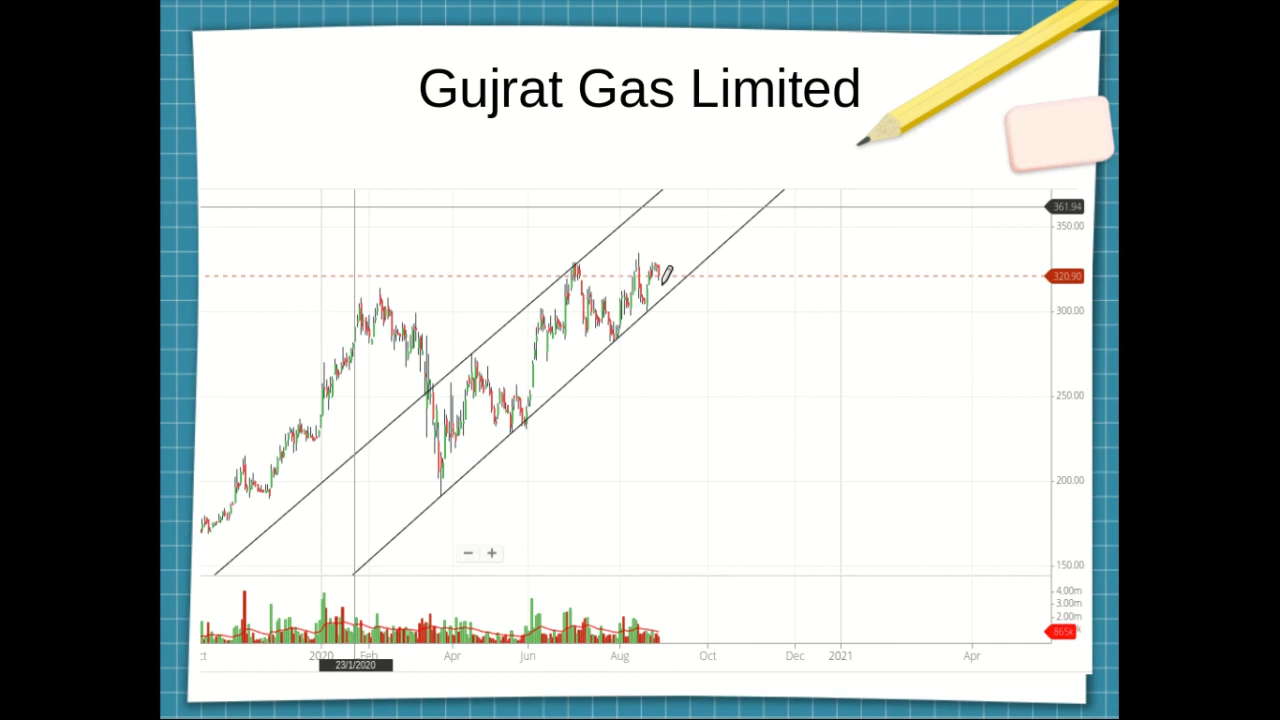 Gujrat Gas Limited
361.94
350.00
320.90
300.00
250.00
200.00
150.00
− +
4.00m
3.00m
2.00m
865k
:t 2020 Feb Apr Jun Aug Oct Dec 2021 Apr
23/1/2020